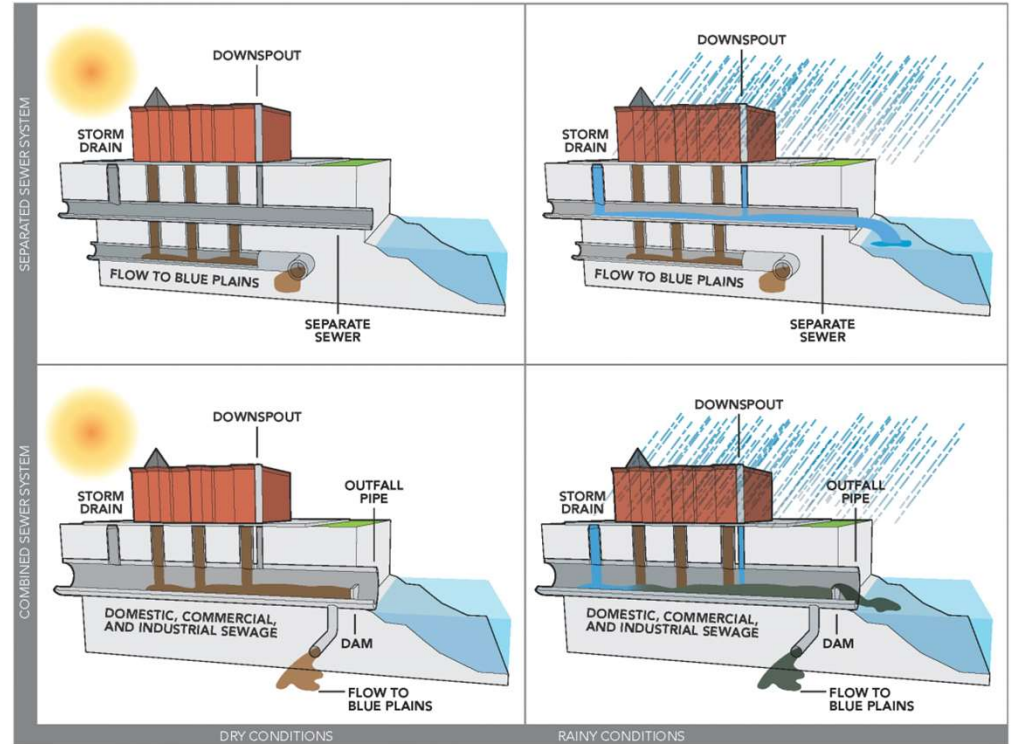 SEPARATED SEWER SYSTEM
DOWNSPOUT
STORM
DRAIN
FLOW TO BLUE PLAINS
SEPARATE
SEWER
DOWNSPOUT
STORM
DRAIN
FLOW TO BLUE PLAINS
SEPARATE
SEWER
COMBINED SEWER SYSTEM
DOWNSPOUT
STORM
DRAIN
OUTFALL
PIPE
DOMESTIC, COMMERCIAL,
AND INDUSTRIAL SEWAGE
DAM
FLOW TO
BLUE PLAINS
DOWNSPOUT
STORM
DRAIN
OUTFALL
PIPE
DOMESTIC, COMMERCIAL,
AND INDUSTRIAL SEWAGE
DAM
FLOW TO
BLUE PLAINS
DRY CONDITIONS
RAINY CONDITIONS